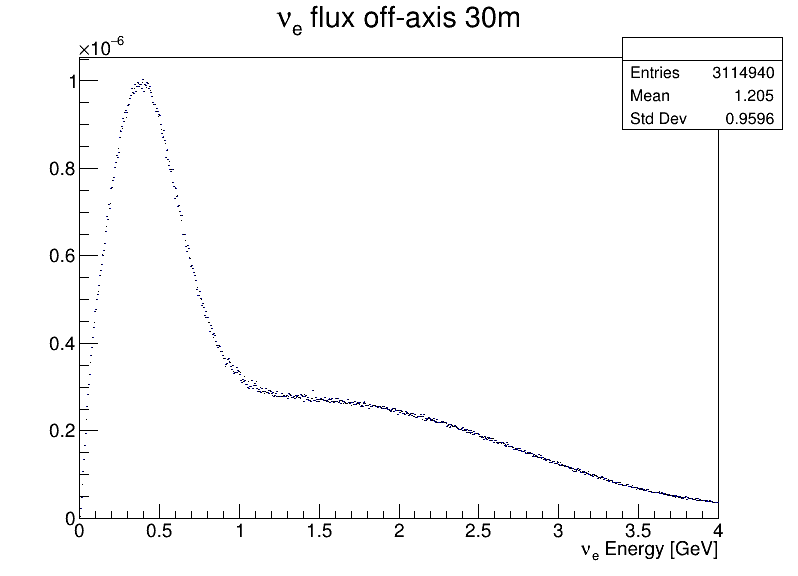 νe flux off-axis 30m
×10−6
Entries 3114940
Mean 1.205
Std Dev 0.9596
1
0.8
0.6
0.4
0.2
0
0 0.5 1 1.5 2 2.5 3 3.5 4
νe Energy [GeV]